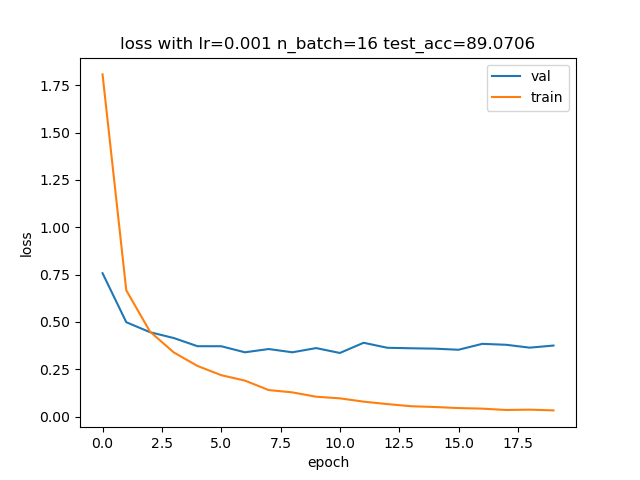 loss with lr=0.001 n_batch=16 test_acc=89.0706
val
train
1.75
1.50
1.25
1.00
0.75
0.50
0.25
0.00
loss
0.0 2.5 5.0 7.5 10.0 12.5 15.0 17.5
epoch